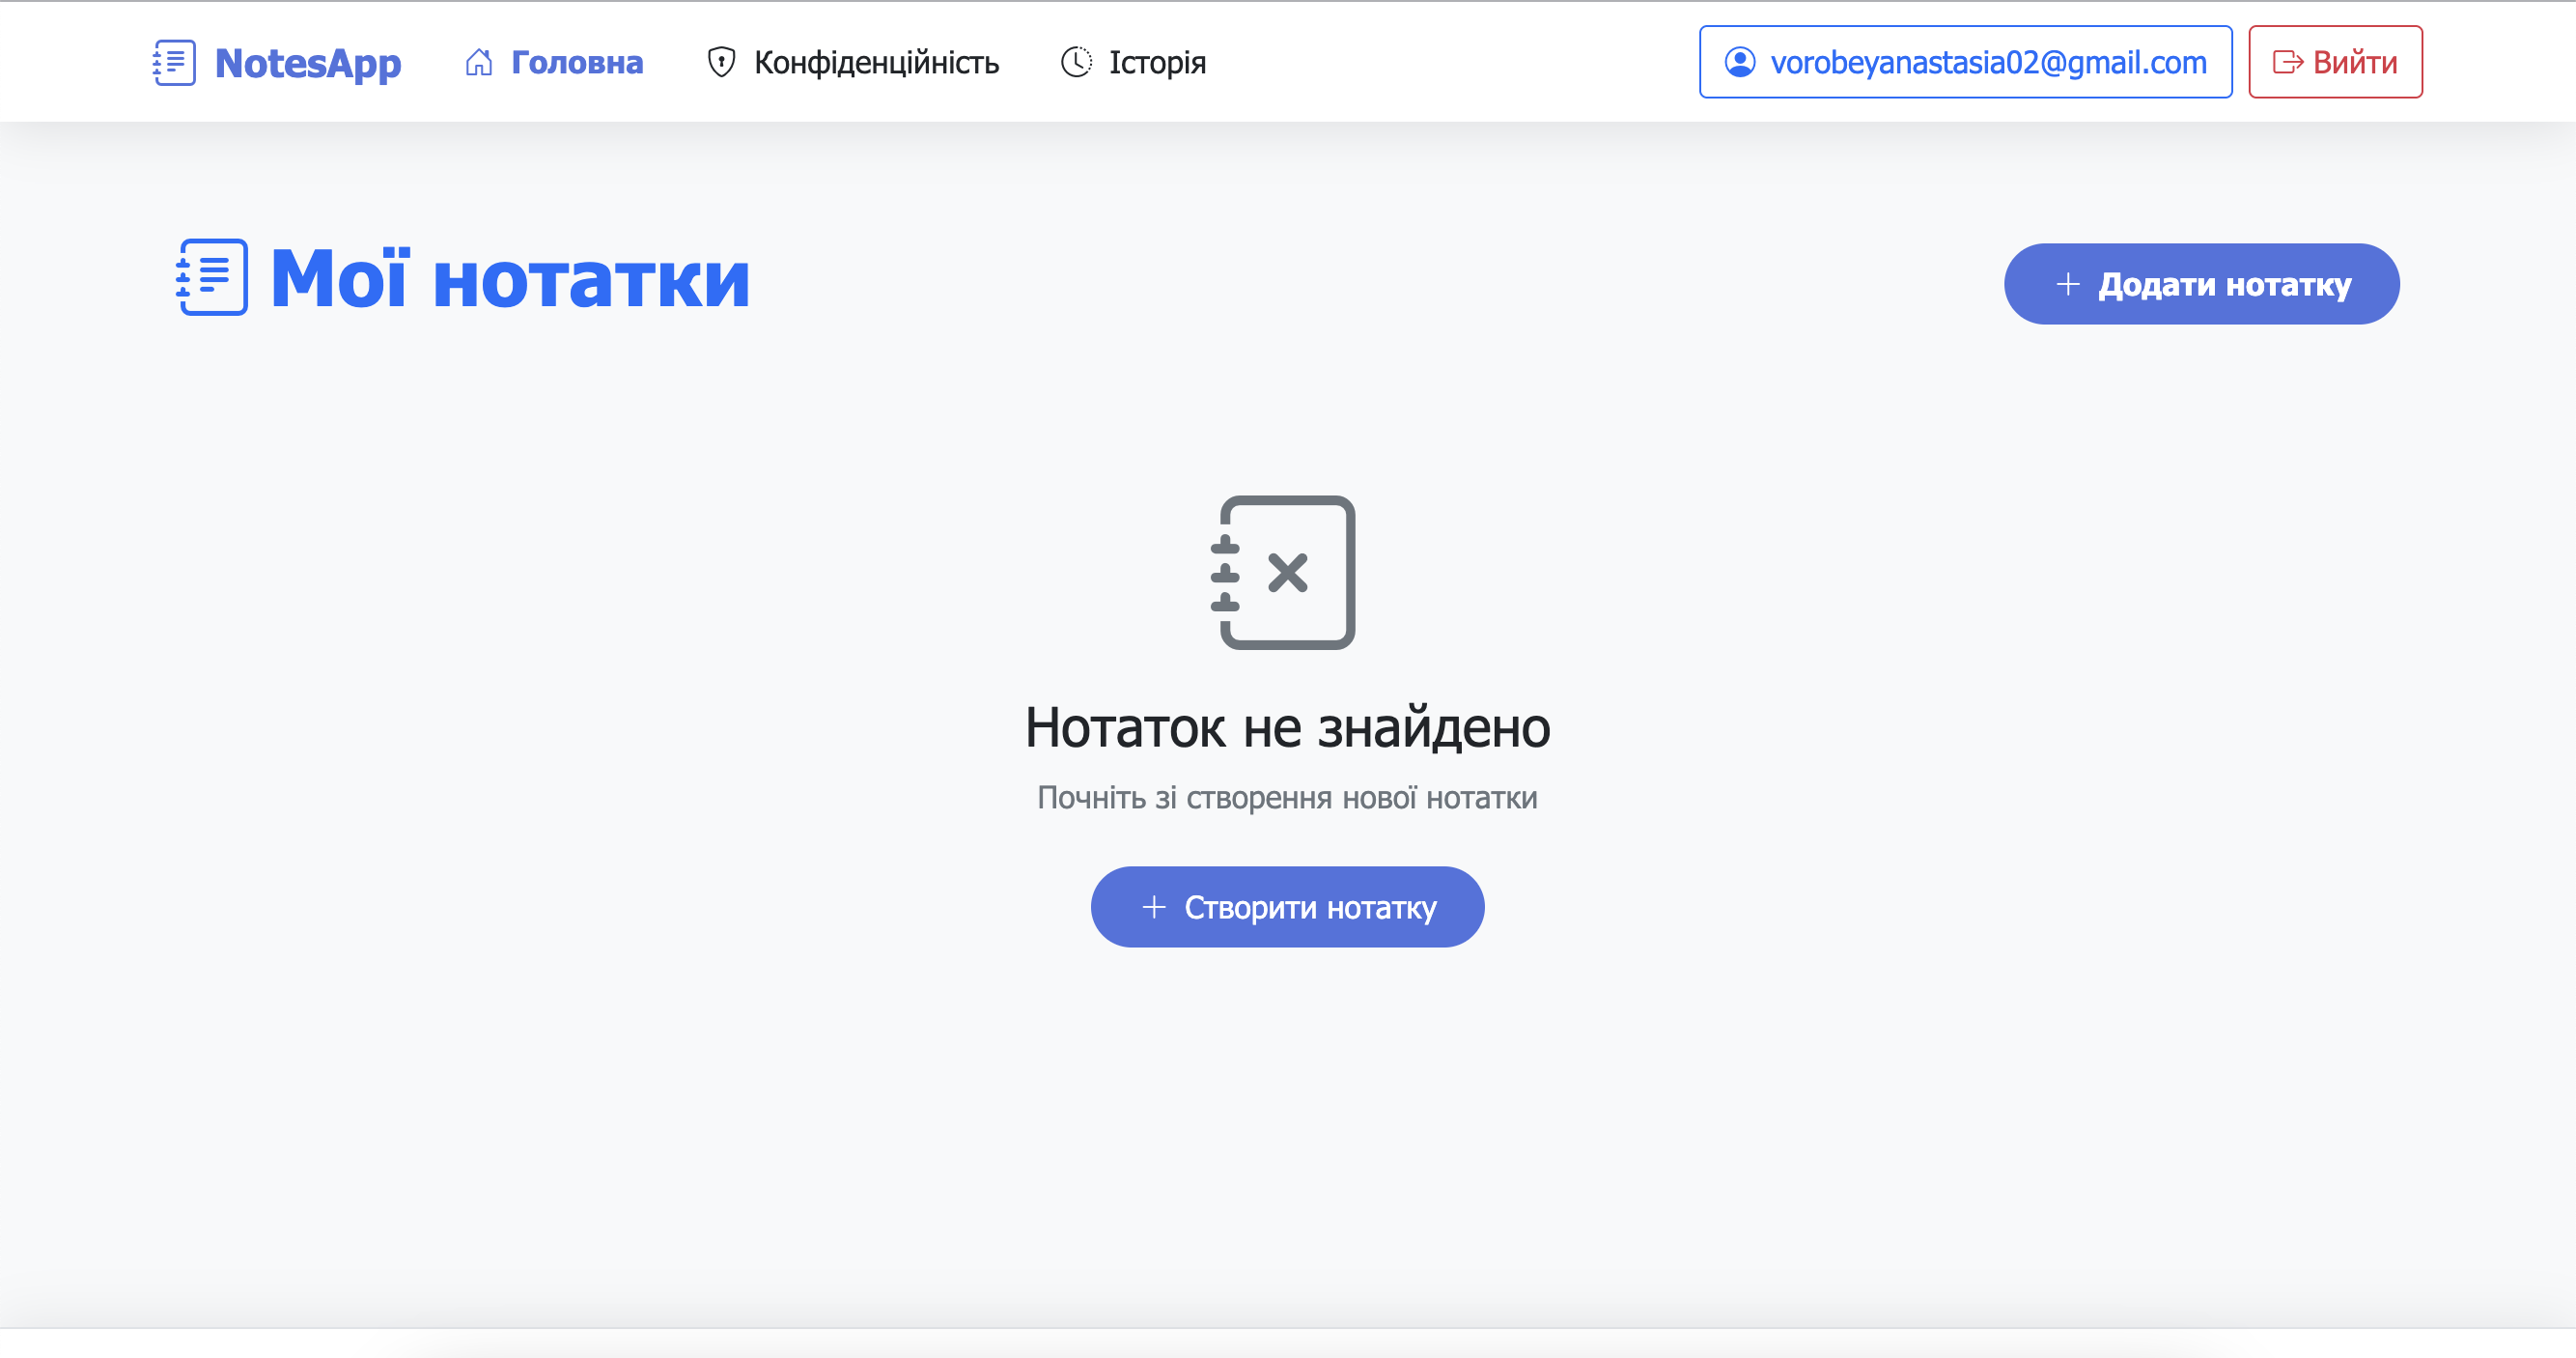 NotesApp Головна Конфіденційність Історія vorobeyanastasia02@gmail.com Вийти
Мої нотатки
Додати нотатку
Нотаток не знайдено
Почніть зі створення нової нотатки
Створити нотатку